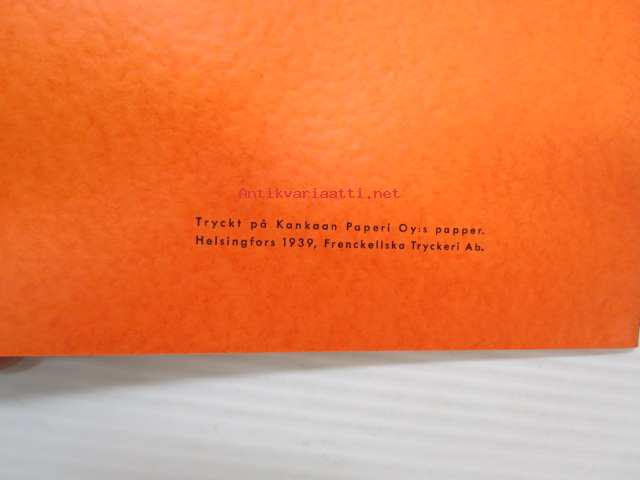 Antikvariaatti.net
Tryckt på Kankaan Paperi Oy:s papper.
Helsingfors 1939, Frenckellska Tryckeri Ab.